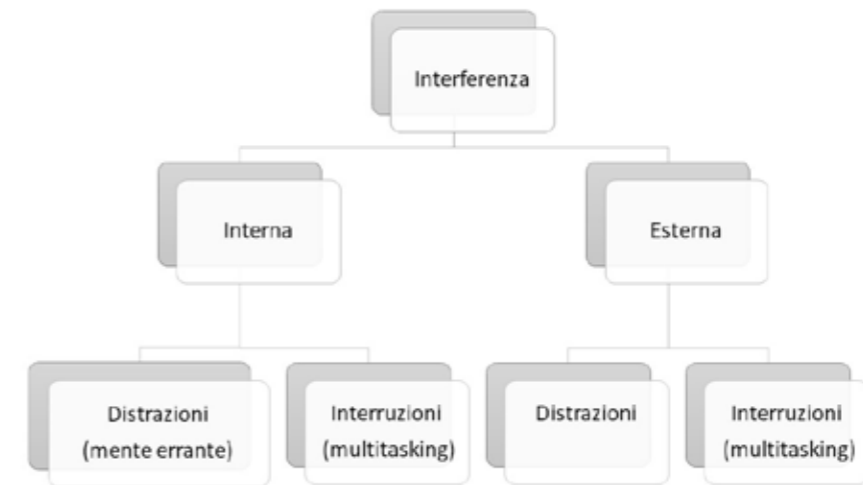 Interferenza
Interna
Esterna
Distrazioni
(mente errante)
Interruzioni
(multitasking)
Distrazioni
Interruzioni
(multitasking)